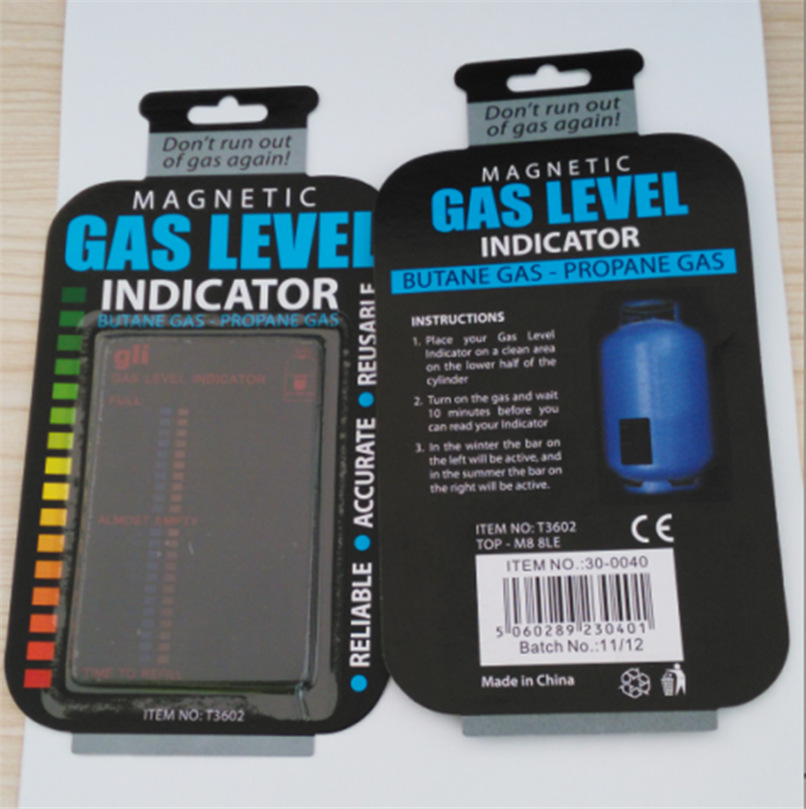 Don't run out
of gas again!
MAGNETIC
GAS LEVEL
INDICATOR
BUTANE GAS - PROPANE GAS
gli
GAS LEVEL INDICATOR
FULL
ALMOST EMPTY
TIME TO REFILL
RELIABLE • ACCURATE • REUSABLE
ITEM NO: T3602
Don't run out
of gas again!
MAGNETIC
GAS LEVEL
INDICATOR
BUTANE GAS - PROPANE GAS
INSTRUCTIONS
1. Place your Gas Level
Indicator on a clean area
on the lower half of the
cylinder
2. Turn on the gas and wait
10 minutes before you
can read your Indicator
3. In the winter the bar on
the left will be active, and
in the summer the bar on
the right will be active.
ITEM NO: T3602
TOP - M8 8LE
CE
ITEM NO.:30-0040
5 060289 230401
Batch No.:11/12
Made in China